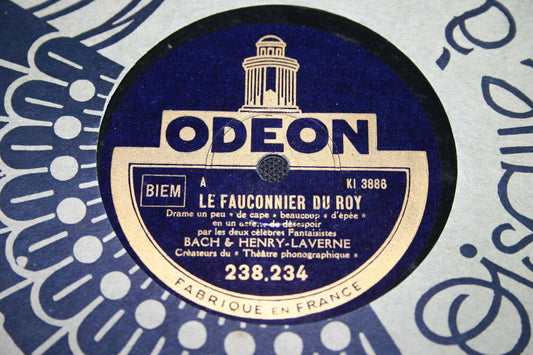 ODEON
BIEM
A
KI 3886
LE FAUCONNIER DU ROY
Drame un peu « de cape » beaucoup « d'épée »
en un acte de désespoir
par les deux célèbres Fantaisistes
BACH & HENRY-LAVERNE
Créateurs du « Théâtre phonographique »
238.234
FABRIQUE EN FRANCE